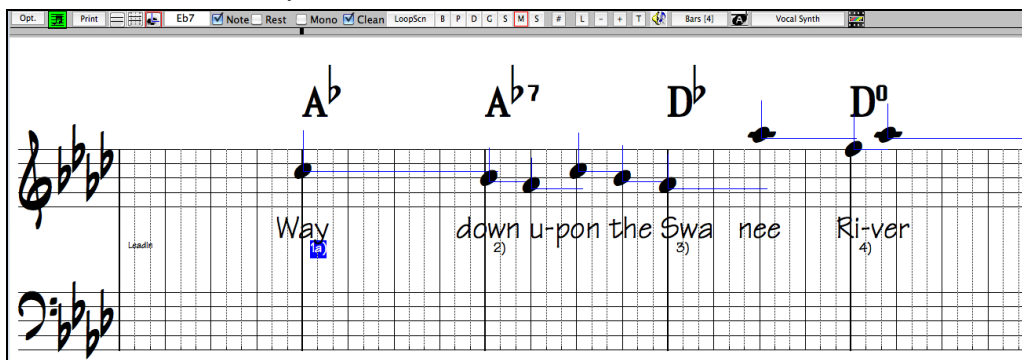 Opt. Print Eb7 Note Rest Mono Clean LoopScn B P D G S M S # L - + T Bars [4] A Vocal Synth
A♭ A♭7 D♭ D⁰
Way down u-pon the Swa nee Ri-ver
LeadIn 1a) 2) 3) 4)